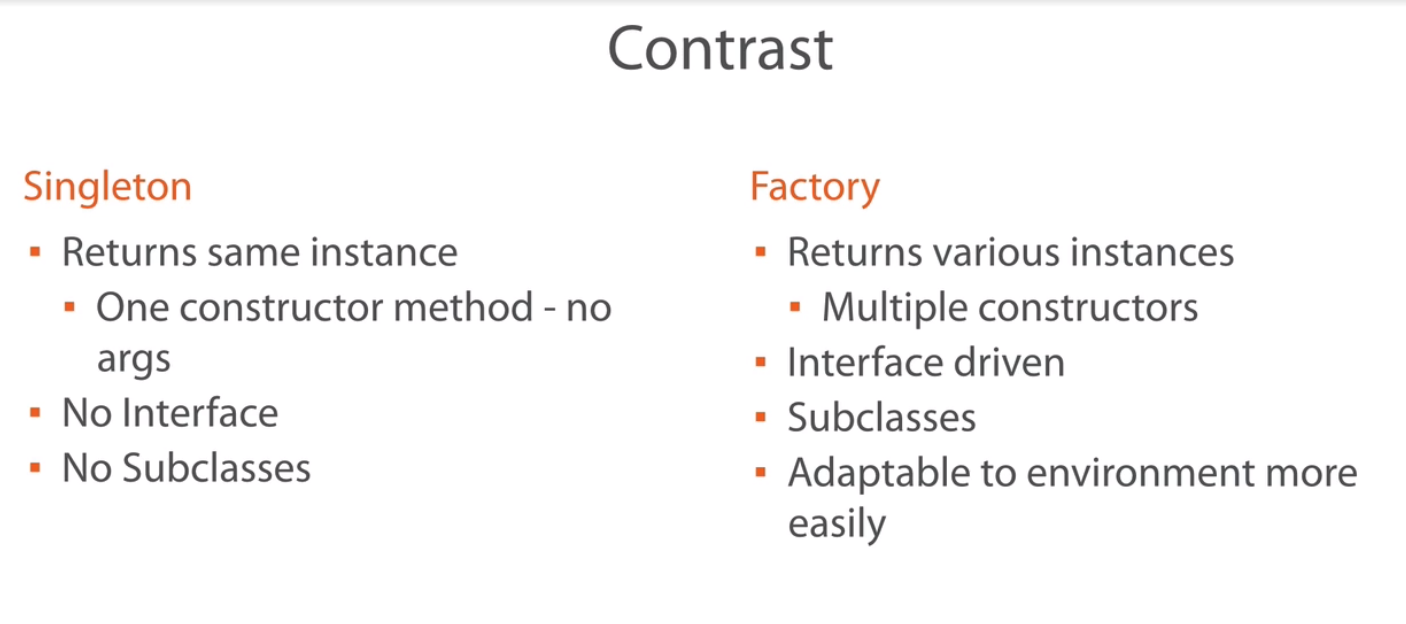 Contrast
Singleton
▪ Returns same instance
▪ One constructor method - no
args
▪ No Interface
▪ No Subclasses
Factory
▪ Returns various instances
▪ Multiple constructors
▪ Interface driven
▪ Subclasses
▪ Adaptable to environment more
easily